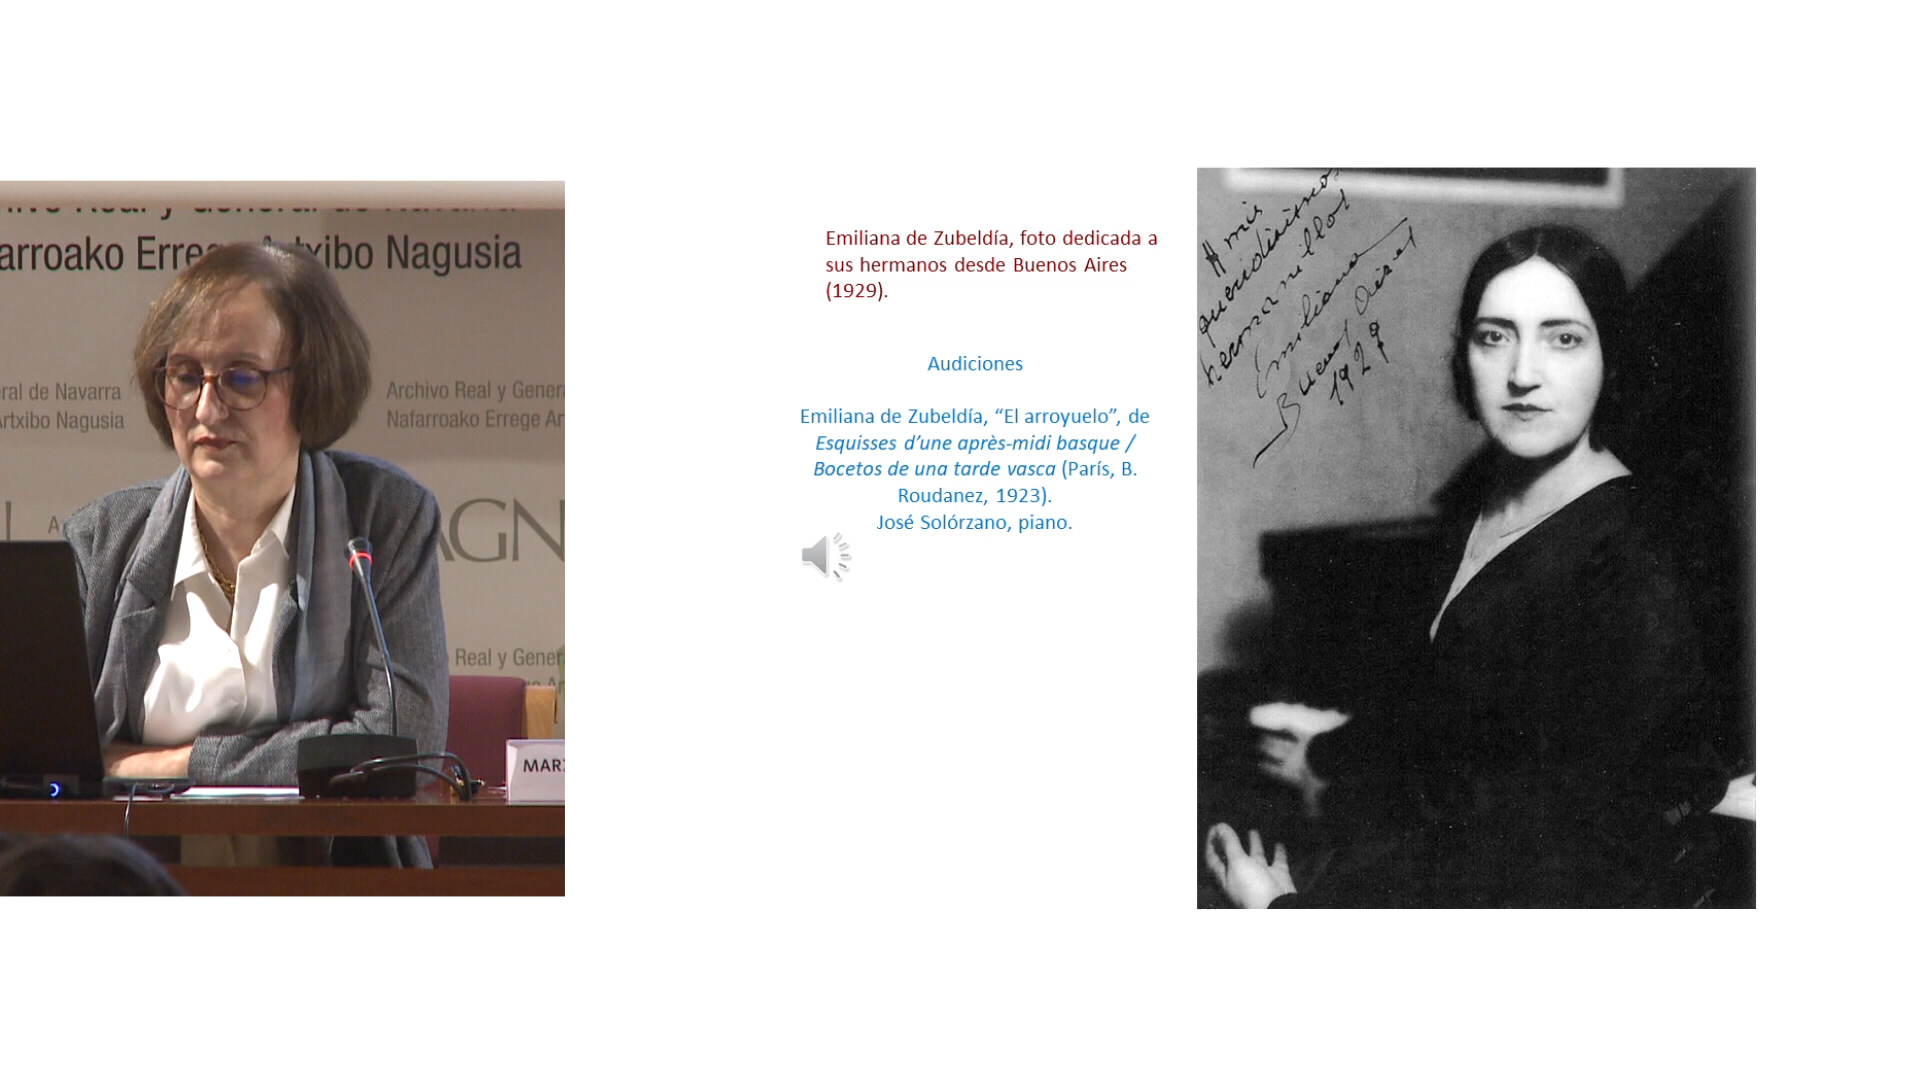 Nafarroako Errege Artxibo Nagusia
ral de Navarra
Artxibo Nagusia
Archivo Real y Gener
Nafarroako Errege Ar
AGN
Real y Gener
MAR
Emiliana de Zubeldía, foto dedicada a
sus hermanos desde Buenos Aires
(1929).
Audiciones
Emiliana de Zubeldía, “El arroyuelo”, de
Esquisses d’une après-midi basque /
Bocetos de una tarde vasca (París, B.
Roudanez, 1923).
José Solórzano, piano.
A mis
queridísimos
hermanillos
Emiliana
Buenos Aires
1929